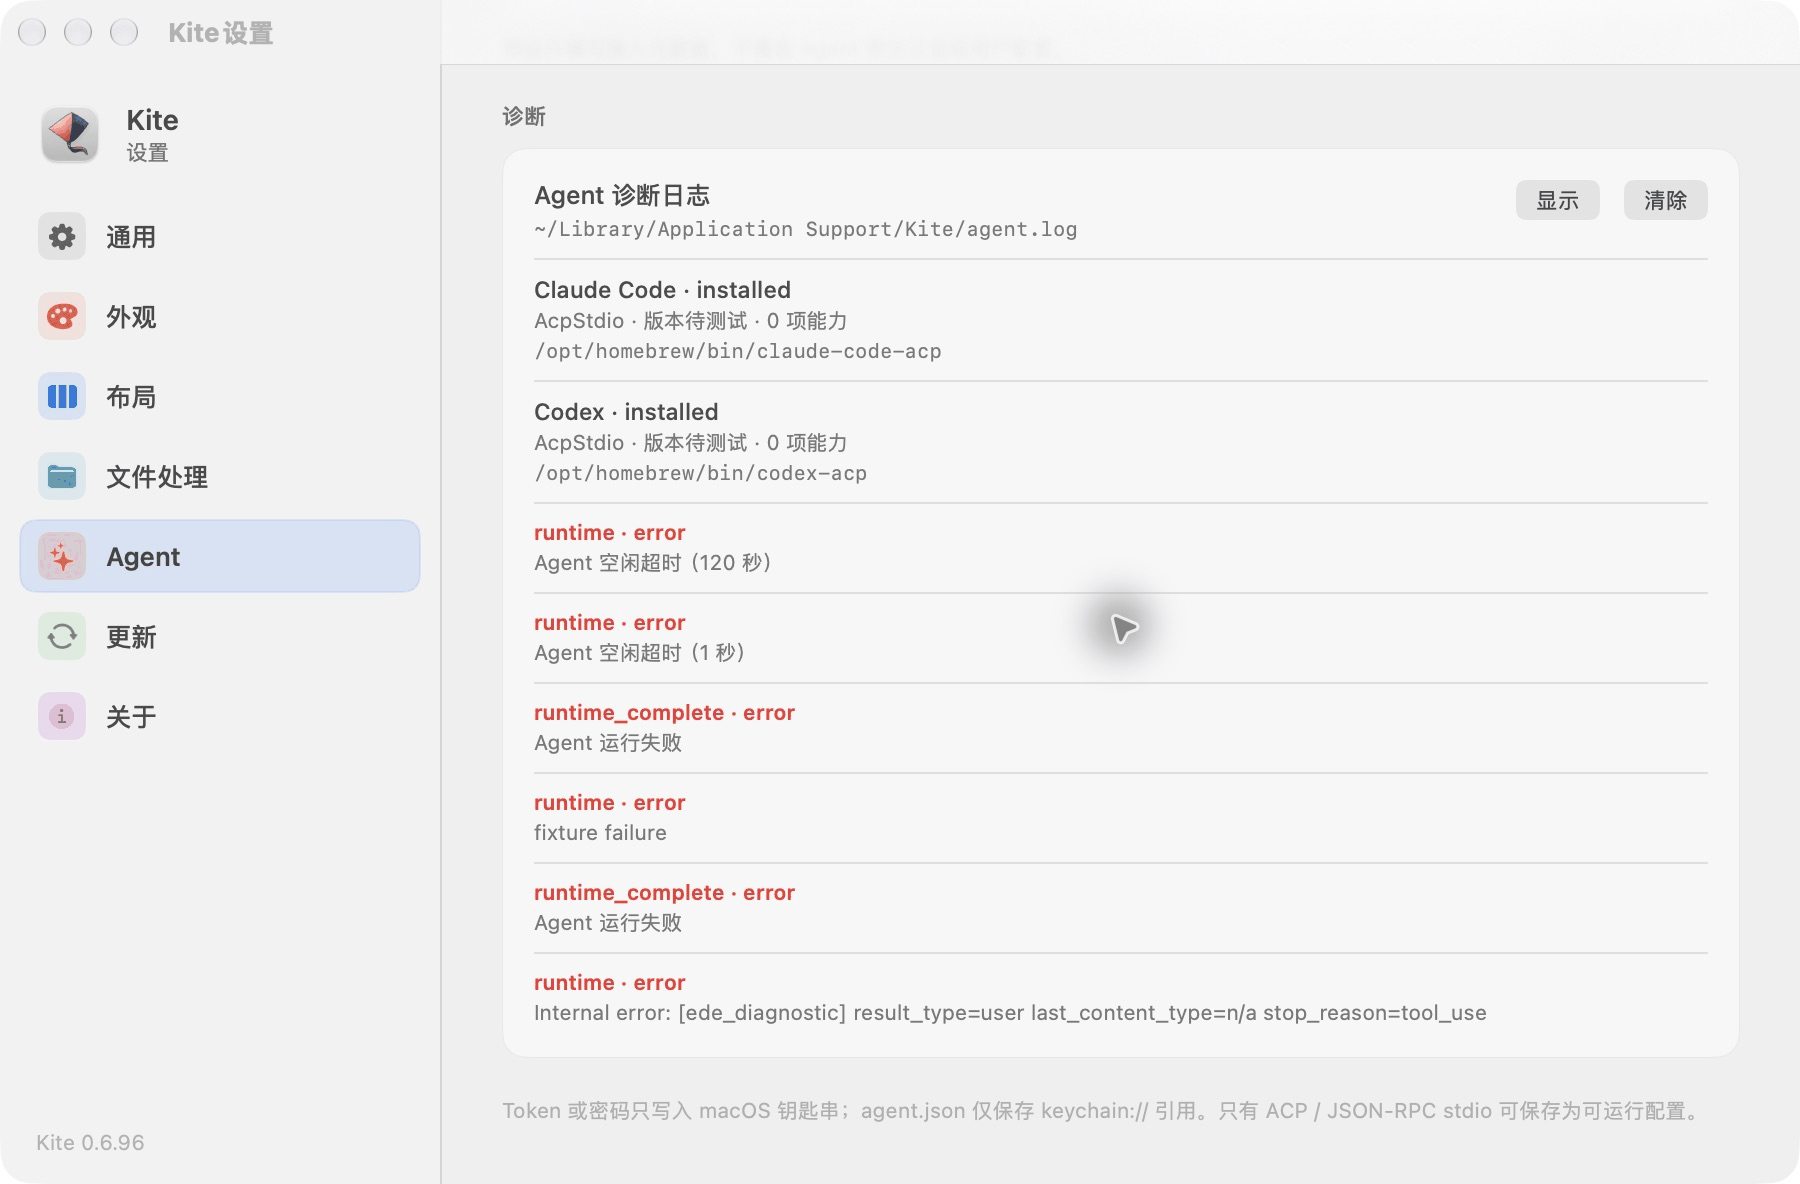 Kite设置
Kite
设置
通用
外观
布局
文件处理
Agent
更新
关于
Kite 0.6.96
诊断
Agent 诊断日志
显示
清除
~/Library/Application Support/Kite/agent.log
Claude Code · installed
AcpStdio · 版本待测试 · 0 项能力
/opt/homebrew/bin/claude-code-acp
Codex · installed
AcpStdio · 版本待测试 · 0 项能力
/opt/homebrew/bin/codex-acp
runtime · error
Agent 空闲超时 (120 秒)
runtime · error
Agent 空闲超时 (1 秒)
runtime_complete · error
Agent 运行失败
runtime · error
fixture failure
runtime_complete · error
Agent 运行失败
runtime · error
Internal error: [ede_diagnostic] result_type=user last_content_type=n/a stop_reason=tool_use
Token 或密码只写入 macOS 钥匙串；agent.json 仅保存 keychain:// 引用。只有 ACP / JSON-RPC stdio 可保存为可运行配置。